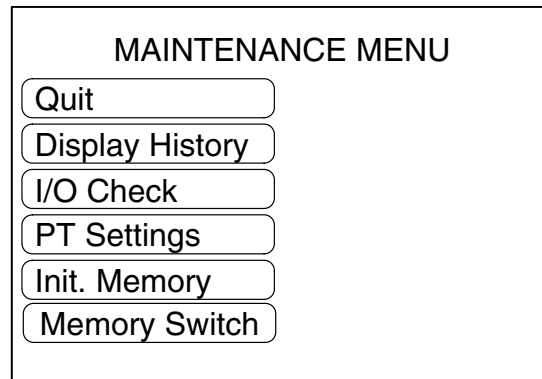 MAINTENANCE MENU
Quit
Display History
I/O Check
PT Settings
Init. Memory
Memory Switch